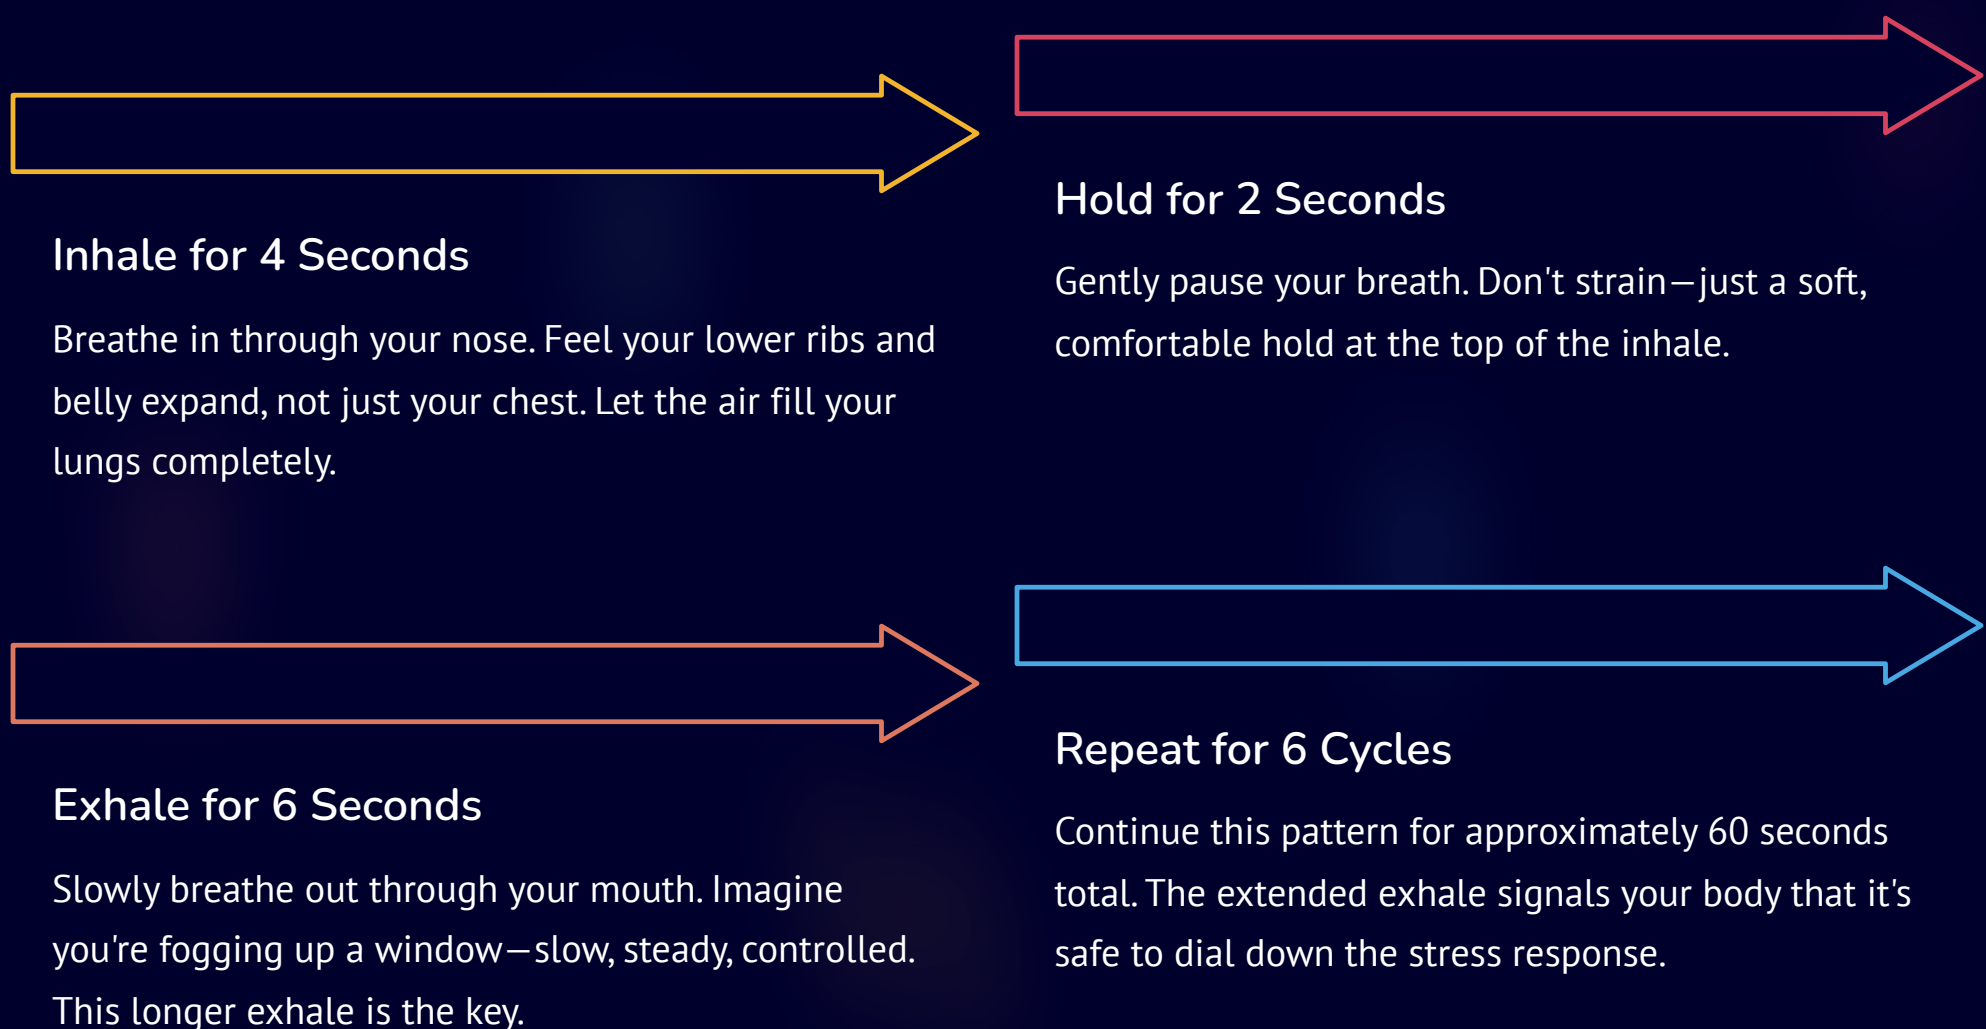 Inhale for 4 Seconds
Breathe in through your nose. Feel your lower ribs and
belly expand, not just your chest. Let the air fill your
lungs completely.
Hold for 2 Seconds
Gently pause your breath. Don't strain—just a soft,
comfortable hold at the top of the inhale.
Exhale for 6 Seconds
Slowly breathe out through your mouth. Imagine
you're fogging up a window—slow, steady, controlled.
This longer exhale is the key.
Repeat for 6 Cycles
Continue this pattern for approximately 60 seconds
total. The extended exhale signals your body that it's
safe to dial down the stress response.